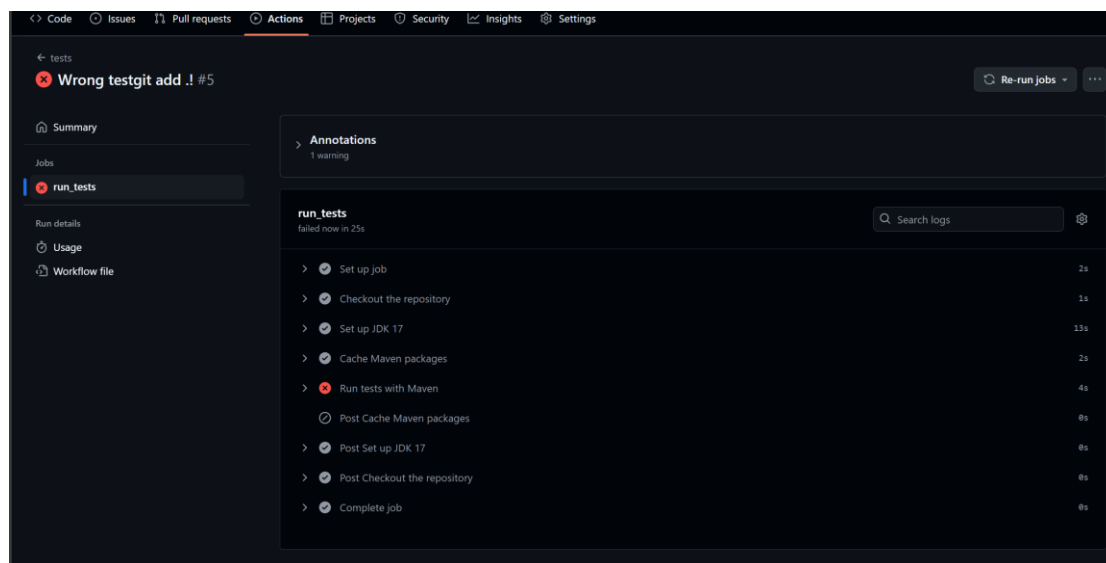 Code Issues Pull requests Actions Projects Security Insights Settings
tests
Wrong testgit add .! #5
Re-run jobs
Summary
Jobs
run_tests
Run details
Usage
Workflow file
Annotations
1 warning
run_tests
failed now in 25s
Search logs
Set up job 2s
Checkout the repository 1s
Set up JDK 17 13s
Cache Maven packages 2s
Run tests with Maven 4s
Post Cache Maven packages 0s
Post Set up JDK 17 0s
Post Checkout the repository 0s
Complete job 0s